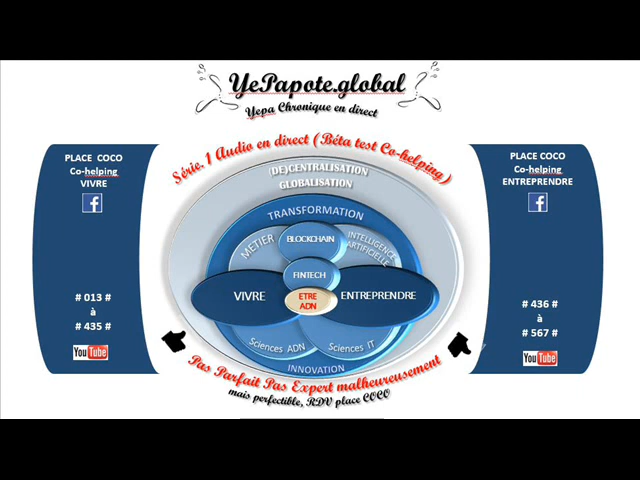 YePapote.global
Yepa Chronique en direct
Série, 1 Audio en direct (Béta test Co-helping)
PLACE COCO
Co-helping
VIVRE
# 013 #
à
# 435 #
YouTube
(DE)CENTRALISATION
GLOBALISATION
TRANSFORMATION
METIER
BLOCKCHAIN
INTELLIGENCE
ARTIFICIELLE
FINTECH
VIVRE
ETRE
ADN
ENTREPRENDRE
Sciences ADN
Sciences IT
INNOVATION
PLACE COCO
Co-helping
ENTREPRENDRE
# 436 #
à
# 567 #
YouTube
Pas Parfait Pas Expert malheureusement
mais perfectible, RDV place COCO